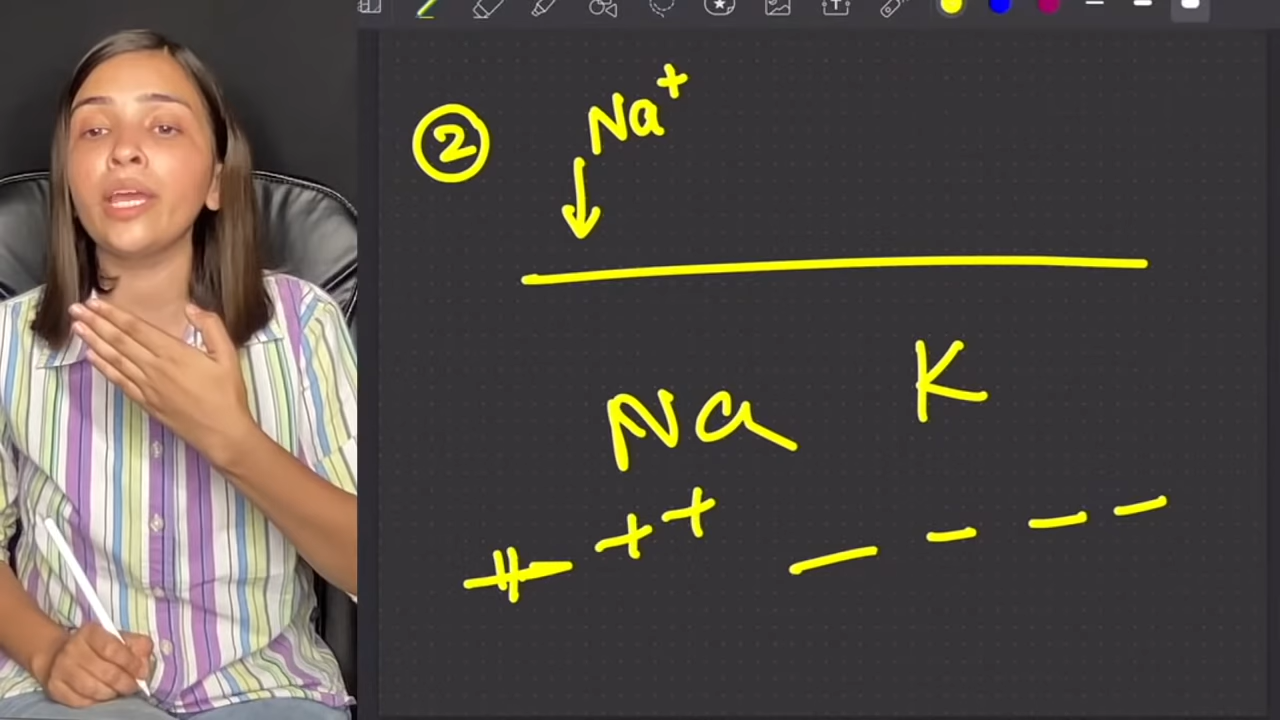 ② Na⁺
↓
Na K
+ + + + - - - -